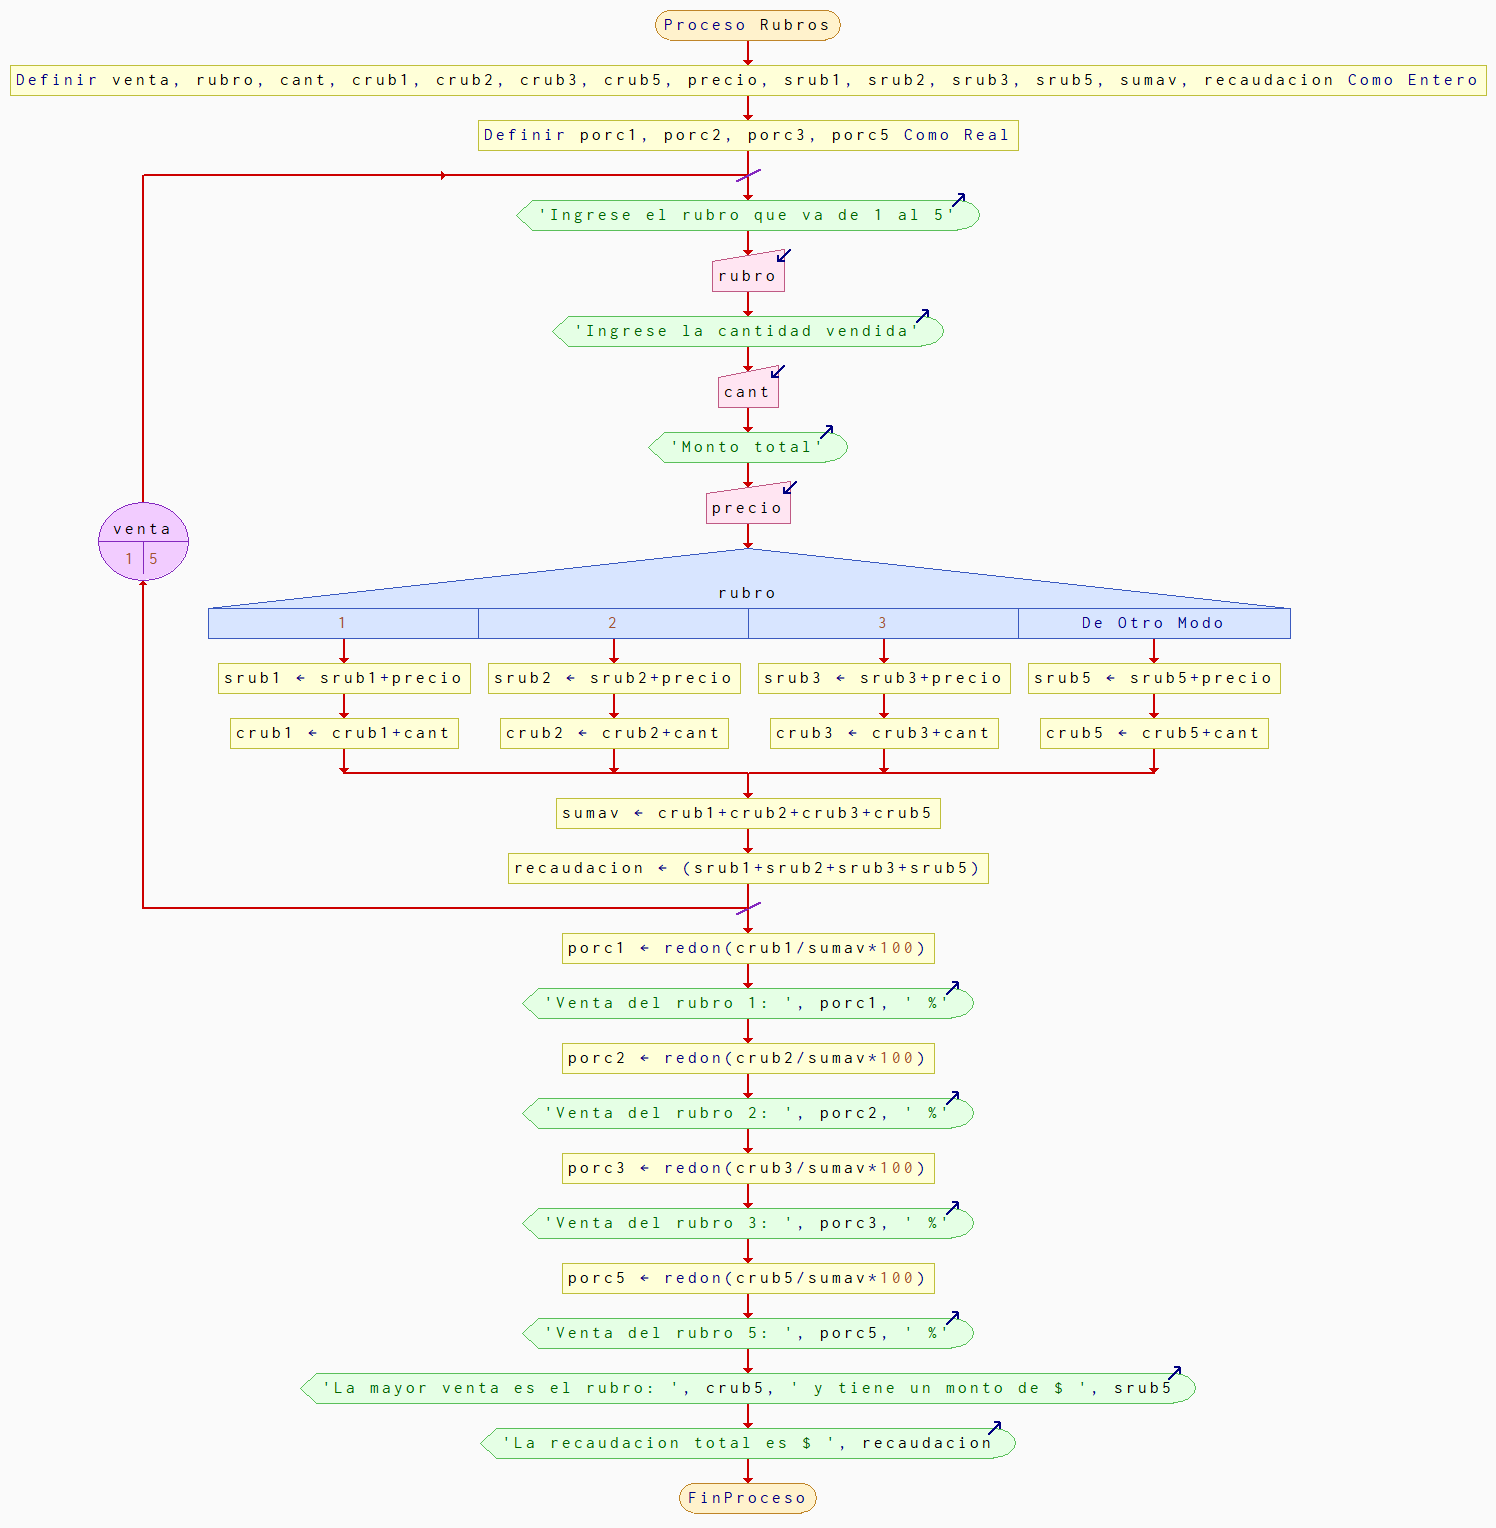 Proceso Rubros
Definir venta, rubro, cant, crub1, crub2, crub3, crub5, precio, srub1, srub2, srub3, srub5, sumav, recaudacion Como Entero
Definir porc1, porc2, porc3, porc5 Como Real
'Ingrese el rubro que va de 1 al 5'
rubro
'Ingrese la cantidad vendida'
cant
'Monto total'
precio
venta
1 5
rubro
1 2 3 De Otro Modo
srub1 ← srub1+precio srub2 ← srub2+precio srub3 ← srub3+precio srub5 ← srub5+precio
crub1 ← crub1+cant crub2 ← crub2+cant crub3 ← crub3+cant crub5 ← crub5+cant
sumav ← crub1+crub2+crub3+crub5
recaudacion ← (srub1+srub2+srub3+srub5)
porc1 ← redon(crub1/sumav*100)
'Venta del rubro 1: ', porc1, ' %'
porc2 ← redon(crub2/sumav*100)
'Venta del rubro 2: ', porc2, ' %'
porc3 ← redon(crub3/sumav*100)
'Venta del rubro 3: ', porc3, ' %'
porc5 ← redon(crub5/sumav*100)
'Venta del rubro 5: ', porc5, ' %'
'La mayor venta es el rubro: ', crub5, ' y tiene un monto de $ ', srub5
'La recaudacion total es $ ', recaudacion
FinProceso